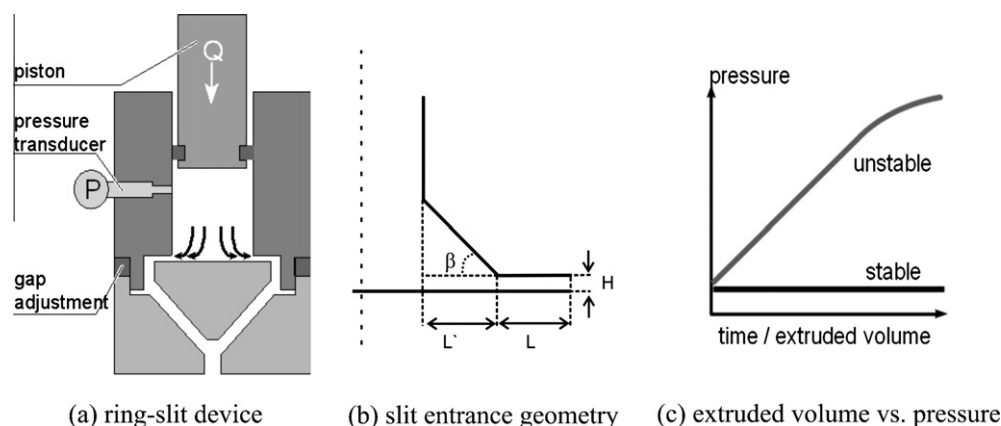 Q
piston
pressure
transducer
P
gap
adjustment
β
H
L`
L
pressure
unstable
stable
time / extruded volume
(a) ring-slit device
(b) slit entrance geometry
(c) extruded volume vs. pressure